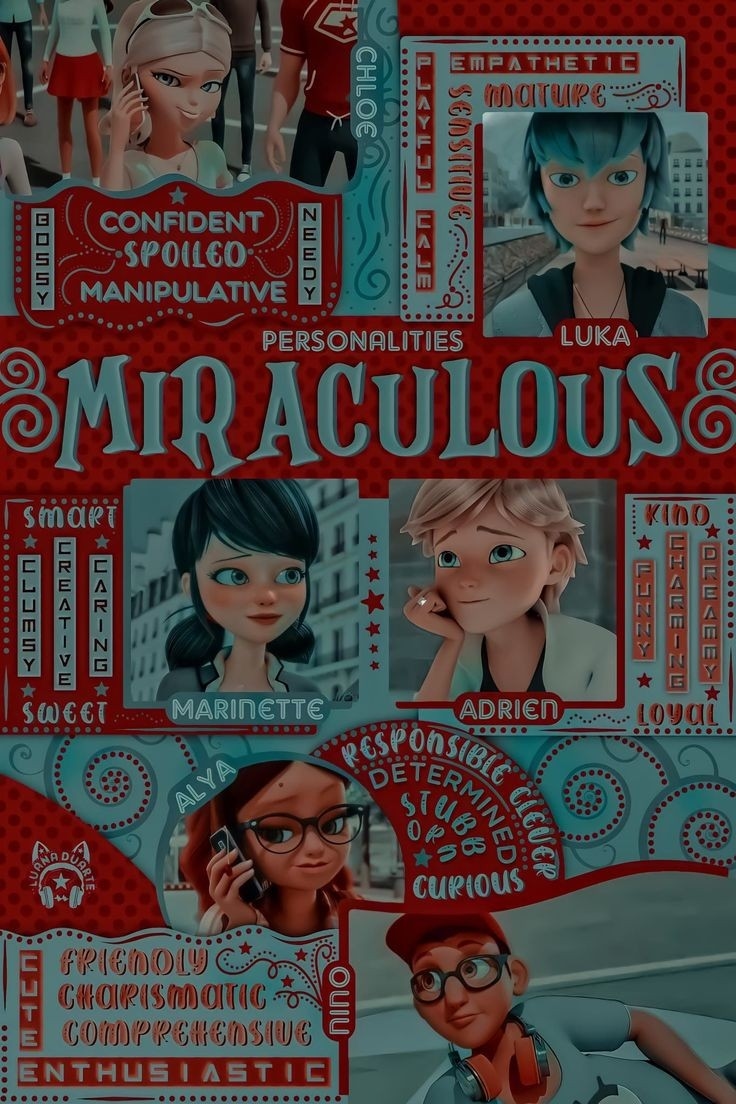 CHLOE
CONFIDENT
SPOILED
MANIPULATIVE
BOSSY
NEEDY
EMPATHETIC
MATURE
PLAYFUL CALM
SENSITIVE
LUKA
PERSONALITIES
MIRACULOUS
SMART
CLUMSY
CREATIVE
CARING
SWEET
MARINETTE
ADRIEN
KIND
FUNNY
CHARMING
DREAMY
LOYAL
ALYA
RESPONSIBLE CLEVER
DETERMINED
STUBB
ORN
CURIOUS
LUANA DUARTE
FRIENDLY
CHARISMATIC
COMPREHENSIVE
CUTE
ENTHUSIASTIC
NINO